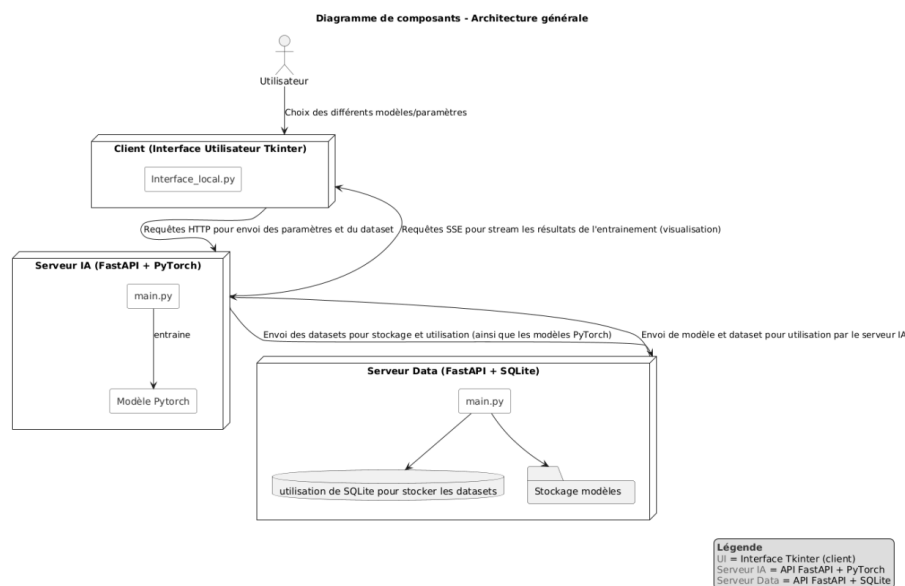 Diagramme de composants - Architecture générale
Utilisateur
Choix des différents modèles/paramètres
Client (Interface Utilisateur Tkinter)
Interface_local.py
Requêtes HTTP pour envoi des paramètres et du dataset
Requêtes SSE pour stream les résultats de l'entrainement (visualisation)
Serveur IA (FastAPI + PyTorch)
main.py
entraine
Modèle Pytorch
Envoi des datasets pour stockage et utilisation (ainsi que les modèles PyTorch)
Envoi de modèle et dataset pour utilisation par le serveur IA
Serveur Data (FastAPI + SQLite)
main.py
utilisation de SQLite pour stocker les datasets
Stockage modèles
Légende
UI = Interface Tkinter (client)
Serveur IA = API FastAPI + PyTorch
Serveur Data = API FastAPI + SQLite